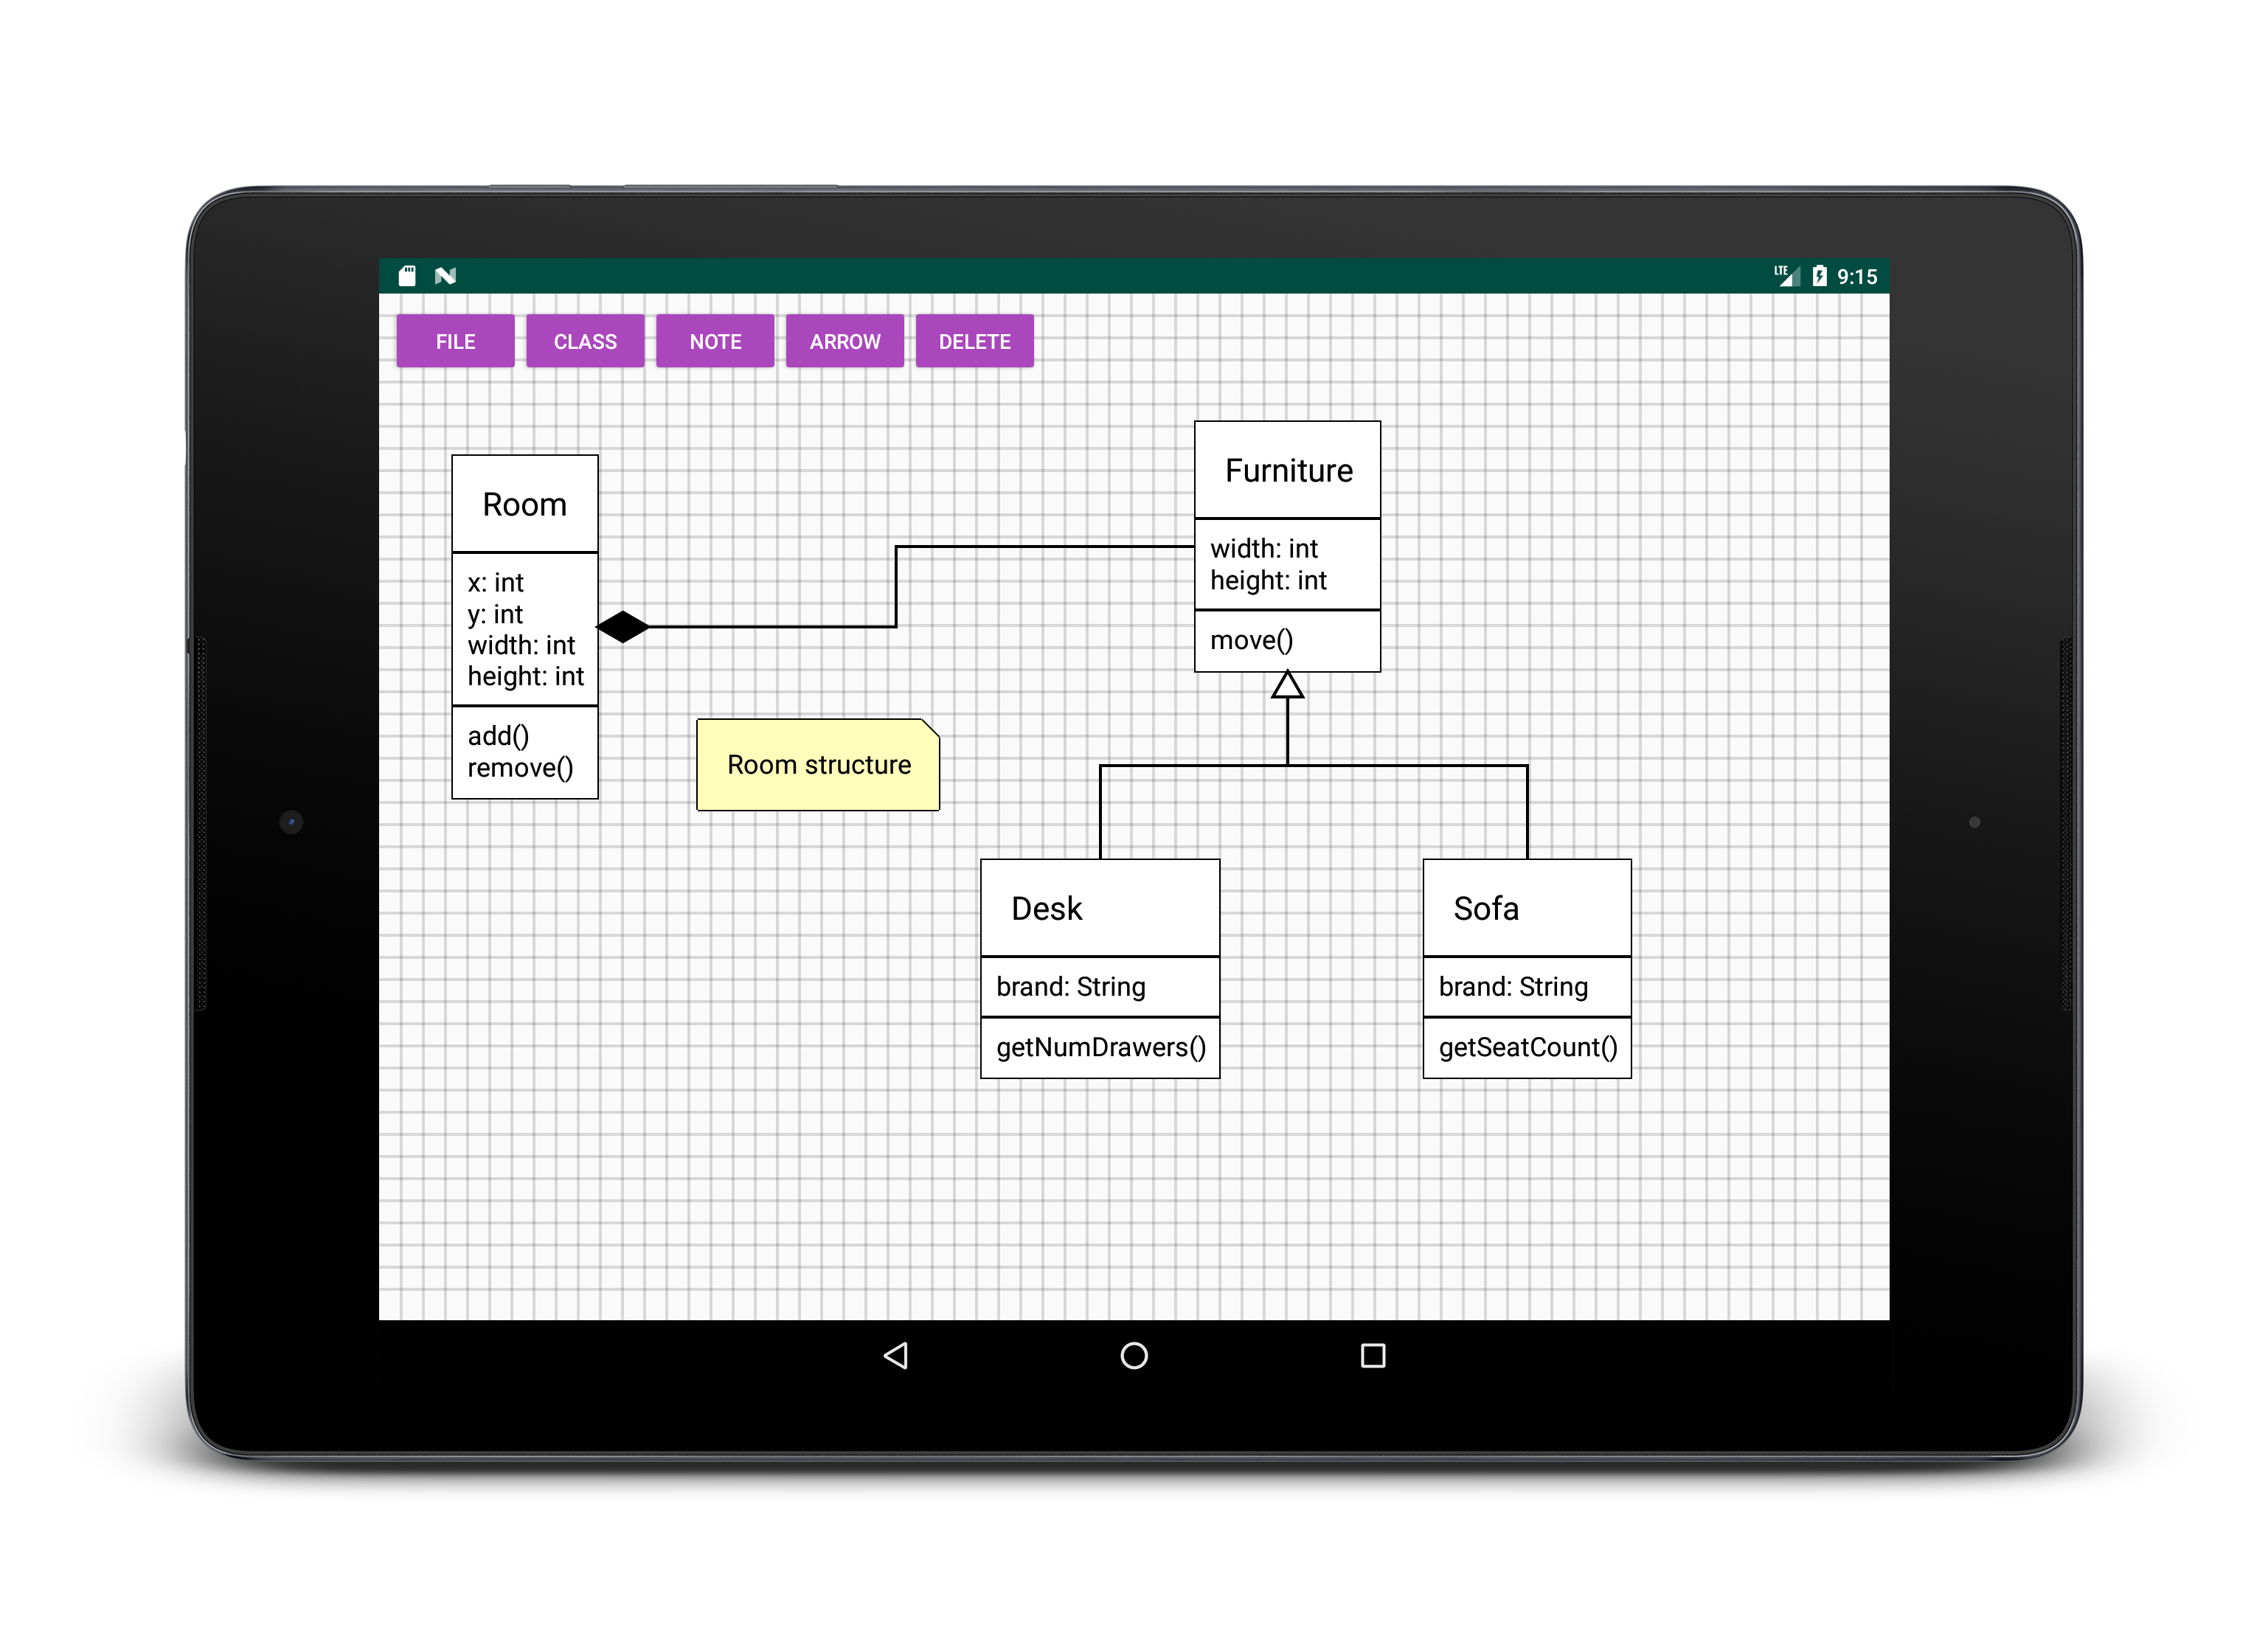 LTE 9:15
FILE CLASS NOTE ARROW DELETE
Room
x: int
y: int
width: int
height: int
add()
remove()
Furniture
width: int
height: int
move()
Room structure
Desk
brand: String
getNumDrawers()
Sofa
brand: String
getSeatCount()